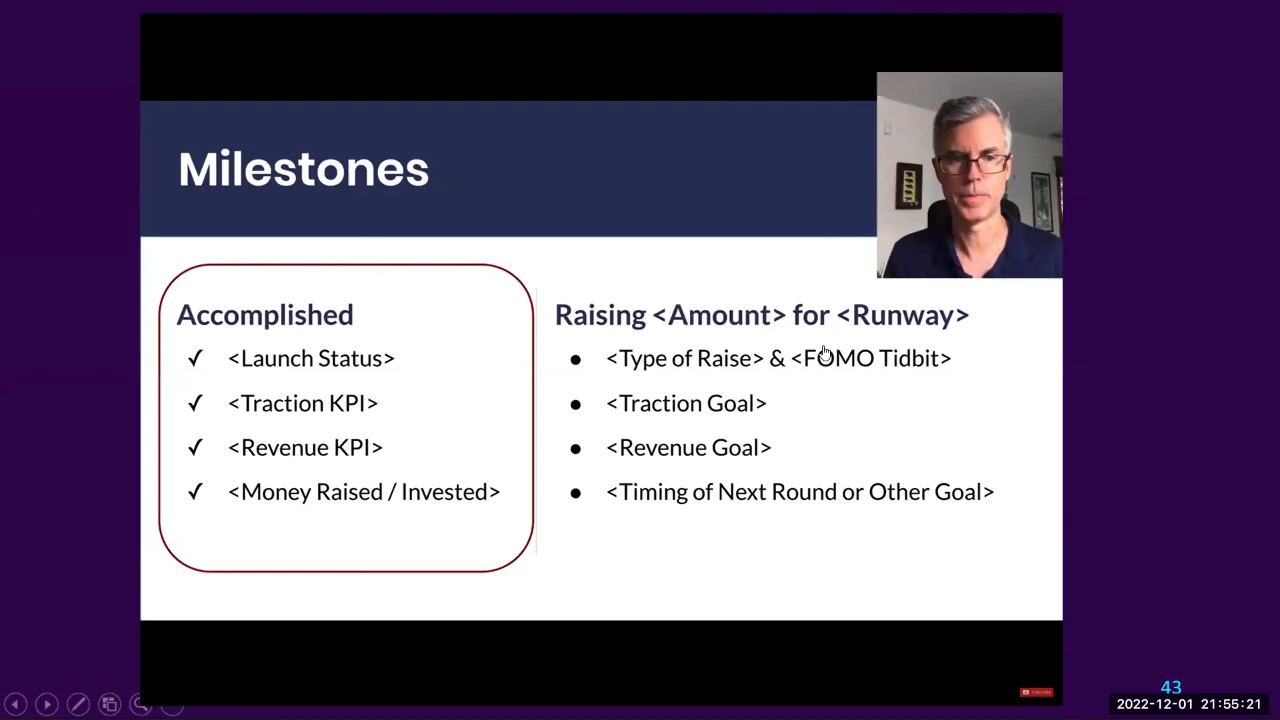 Milestones
Accomplished
✓ <Launch Status>
✓ <Traction KPI>
✓ <Revenue KPI>
✓ <Money Raised / Invested>
Raising <Amount> for <Runway>
● <Type of Raise> & <FOMO Tidbit>
● <Traction Goal>
● <Revenue Goal>
● <Timing of Next Round or Other Goal>
Subscribe
43
2022-12-01 21:55:21